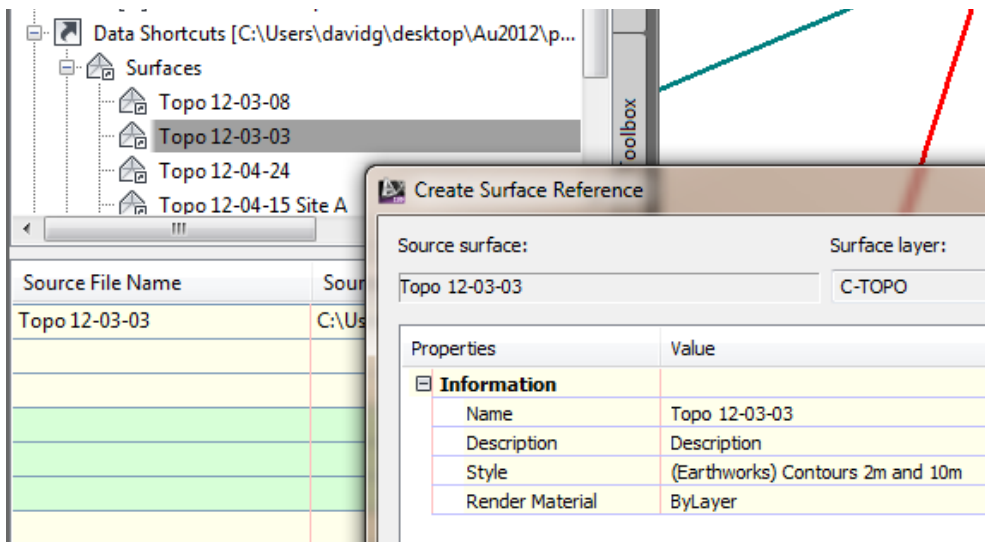 Data Shortcuts [C:\Users\davidg\desktop\Au2012\p...
Surfaces
Topo 12-03-08
Topo 12-03-03
Topo 12-04-24
Topo 12-04-15 Site A
Toolbox
Create Surface Reference
Source surface:
Surface layer:
Topo 12-03-03
C-TOPO
Source File Name
Sour
Topo 12-03-03
C:\Us
Properties
Value
Information
Name
Topo 12-03-03
Description
Description
Style
(Earthworks) Contours 2m and 10m
Render Material
ByLayer